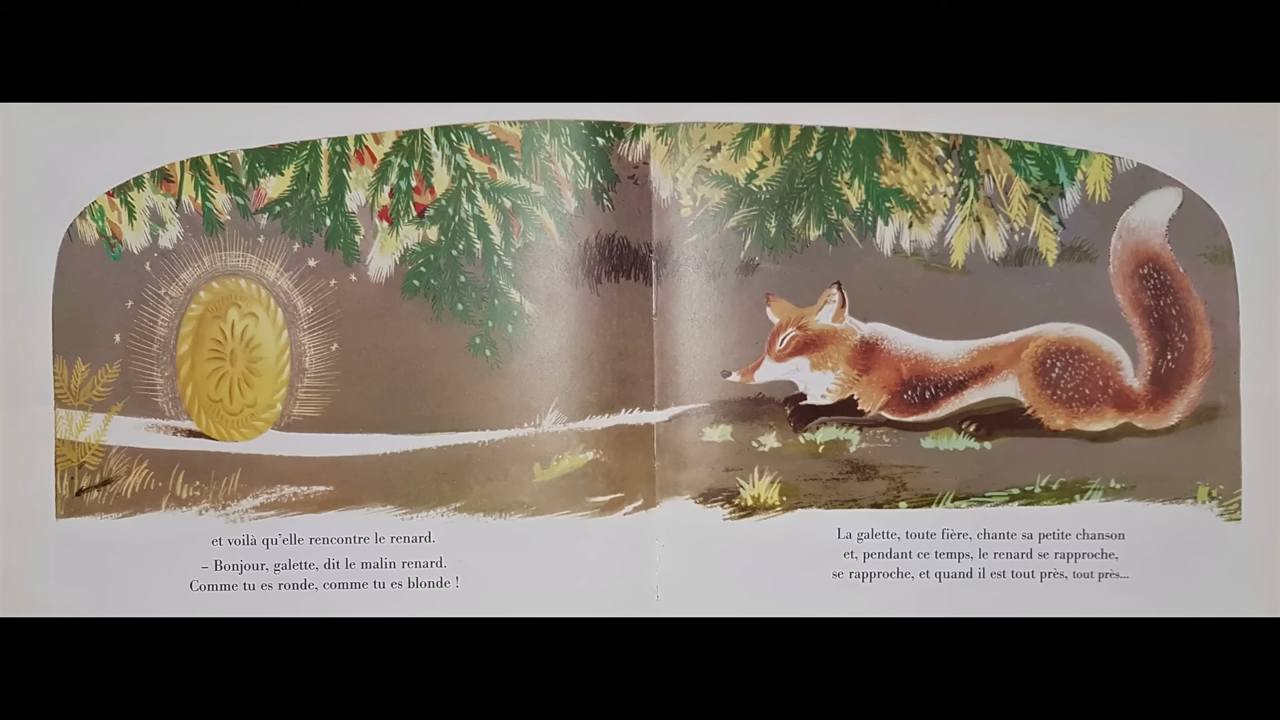 et voilà qu'elle rencontre le renard.
– Bonjour, galette, dit le malin renard.
Comme tu es ronde, comme tu es blonde !
La galette, toute fière, chante sa petite chanson
et, pendant ce temps, le renard se rapproche,
se rapproche, et quand il est tout près, tout près...